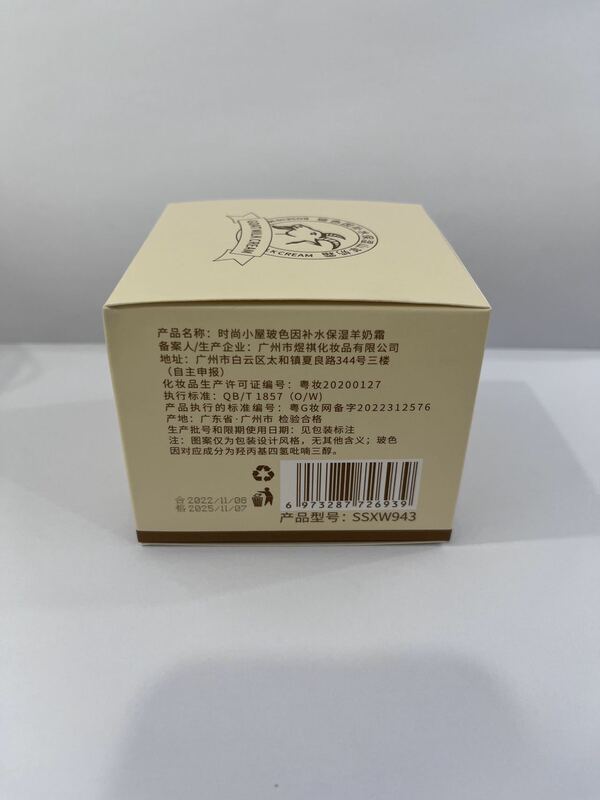 GOAT MILK CREAM
CREAM
产品名称：时尚小屋玻色因补水保湿羊奶霜
备案人/生产企业：广州市煜祺化妆品有限公司
地址：广州市白云区太和镇夏良路344号三楼
（自主申报）
化妆品生产许可证编号：粤妆20200127
执行标准：QB/T 1857（O/W）
产品执行的标准编号：粤G妆网备字2022312576
产地：广东省·广州市 检验合格
生产批号和限期使用日期：见包装标注
注：图案仅为包装设计风格，无其他含义；玻色
因对应成分为羟丙基四氢吡喃三醇。
合 2022/11/08
格 2025/11/07
6 973287 726939
产品型号：SSXW943